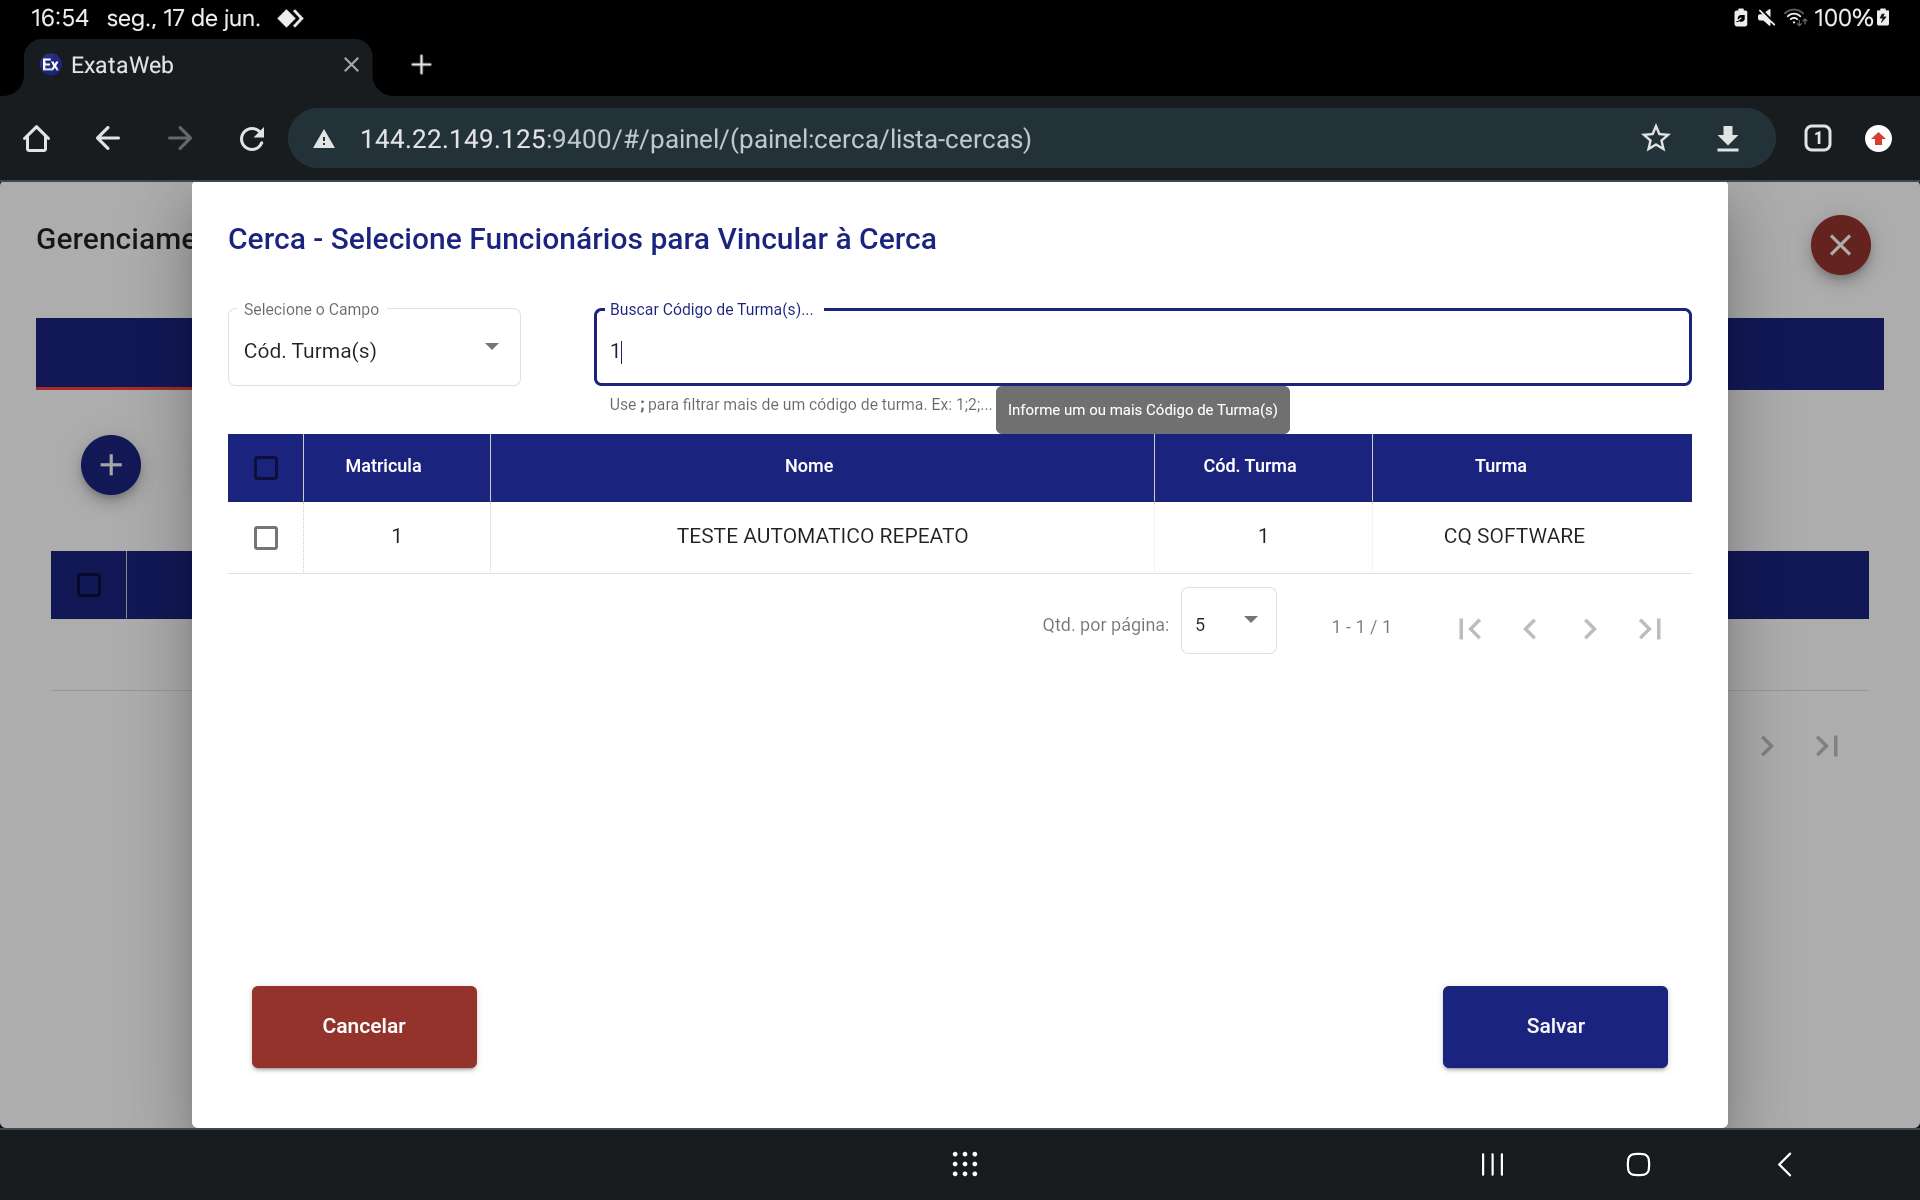 16:54 seg., 17 de jun.
100%
Ex ExataWeb
144.22.149.125:9400/#/painel/(painel:cerca/lista-cercas)
1
Gerenciame
Cerca - Selecione Funcionários para Vincular à Cerca
Selecione o Campo
Cód. Turma(s)
Buscar Código de Turma(s)...
1
Use ; para filtrar mais de um código de turma. Ex: 1;2;...
Informe um ou mais Código de Turma(s)
Matricula Nome Cód. Turma Turma
1 TESTE AUTOMATICO REPEATO 1 CQ SOFTWARE
Qtd. por página: 5 1 - 1 / 1
Cancelar
Salvar